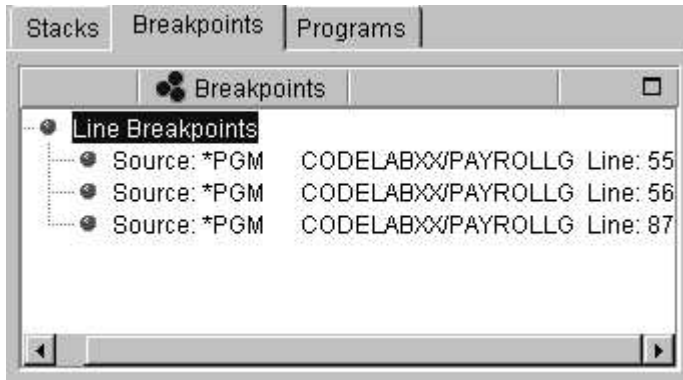 Stacks Breakpoints Programs
Breakpoints
Line Breakpoints
Source: *PGM CODELABXX/PAYROLLG Line: 55
Source: *PGM CODELABXX/PAYROLLG Line: 56
Source: *PGM CODELABXX/PAYROLLG Line: 87